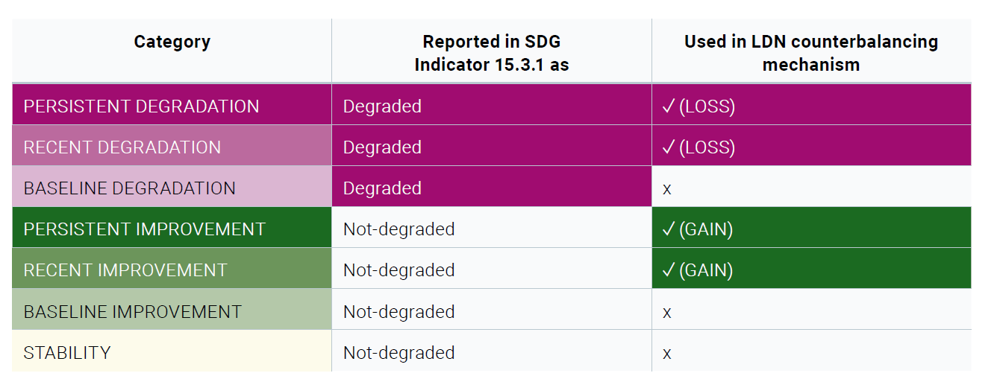 Category
Reported in SDG
Indicator 15.3.1 as
Used in LDN counterbalancing
mechanism
PERSISTENT DEGRADATION
Degraded
✓ (LOSS)
RECENT DEGRADATION
Degraded
✓ (LOSS)
BASELINE DEGRADATION
Degraded
x
PERSISTENT IMPROVEMENT
Not-degraded
✓ (GAIN)
RECENT IMPROVEMENT
Not-degraded
✓ (GAIN)
BASELINE IMPROVEMENT
Not-degraded
x
STABILITY
Not-degraded
x